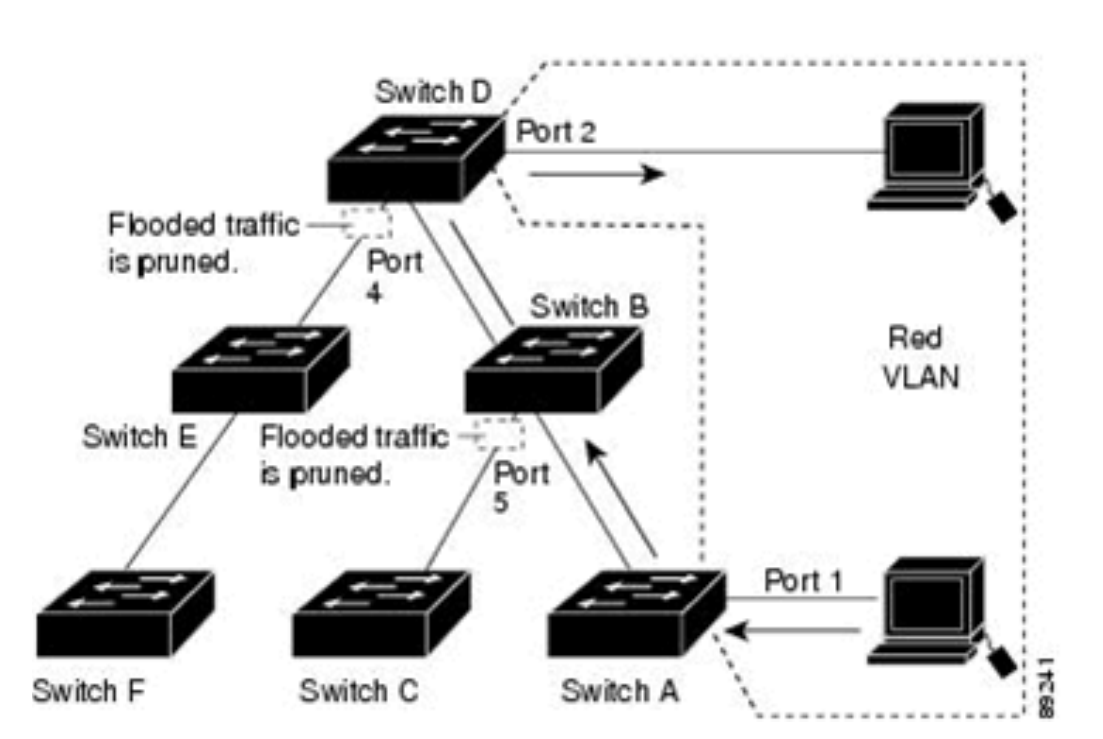 Switch D
Port 2
Flooded traffic
is pruned.
Port
4
Switch B
Red
VLAN
Switch E
Flooded traffic
is pruned.
Port
5
Port 1
Switch F
Switch C
Switch A
89241